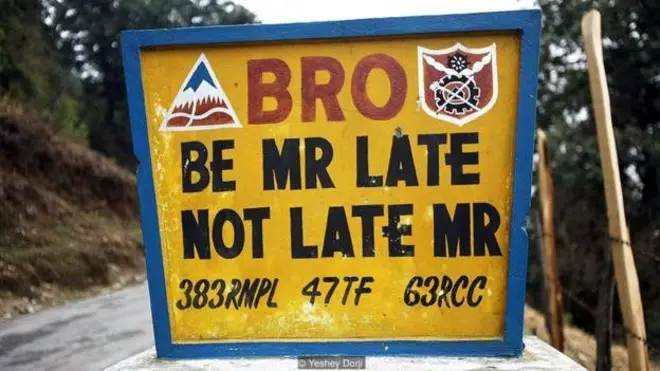 BRO
BE MR LATE
NOT LATE MR
383RMPL 47TF 63RCC
© Yeshey Dorji